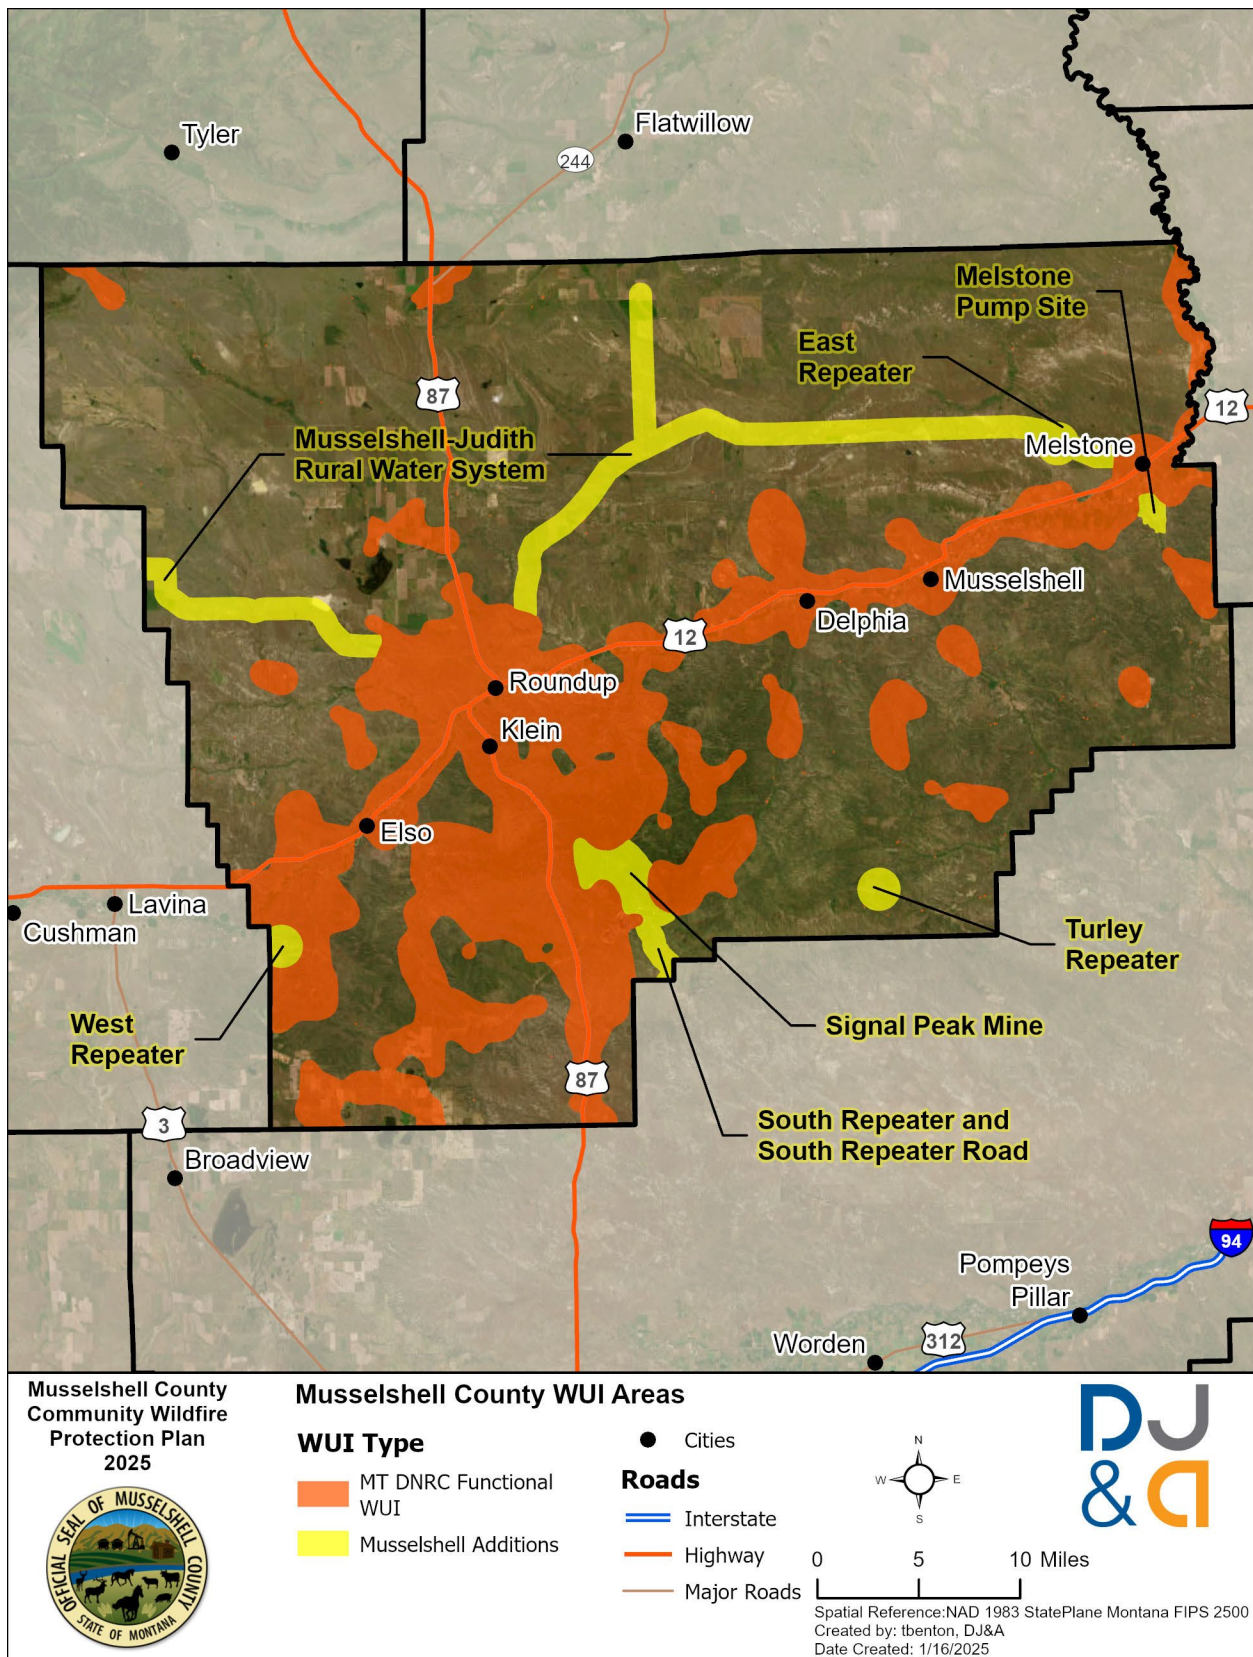 Tyler
Flatwillow
244
Melstone
Pump Site
East
Repeater
87
12
Musselshell-Judith
Rural Water System
Melstone
Musselshell
Delphia
12
Roundup
Klein
Elso
Lavina
Cushman
Turley
Repeater
West
Repeater
Signal Peak Mine
87
South Repeater and
South Repeater Road
3
Broadview
94
Pompeys
Pillar
312
Worden
Musselshell County
Community Wildfire
Protection Plan
2025
OFFICIAL SEAL OF MUSSELSHELL COUNTY
STATE OF MONTANA
Musselshell County WUI Areas
WUI Type
MT DNRC Functional
WUI
Musselshell Additions
Cities
Roads
Interstate
Highway
Major Roads
N
W
E
S
0 5 10 Miles
Spatial Reference:NAD 1983 StatePlane Montana FIPS 2500
Created by: tbenton, DJ&A
Date Created: 1/16/2025
DJ
&a